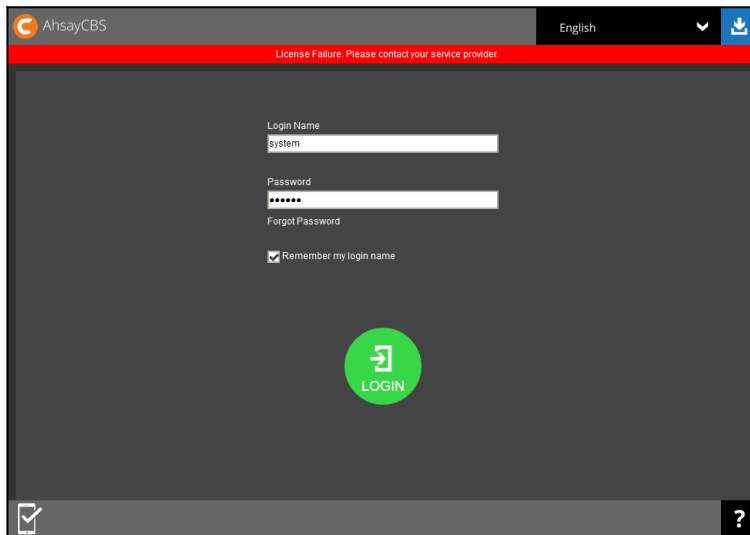 AhsayCBS
English
License Failure. Please contact your service provider.
Login Name
system
Password
••••••
Forgot Password
Remember my login name
LOGIN
?